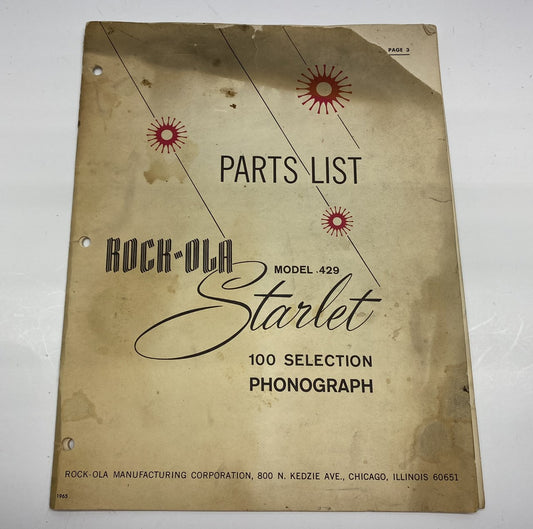 PAGE 3
PARTS LIST
ROCK-OLA
MODEL 429
Starlet
100 SELECTION
PHONOGRAPH
ROCK-OLA MANUFACTURING CORPORATION, 800 N. KEDZIE AVE., CHICAGO, ILLINOIS 60651
1965